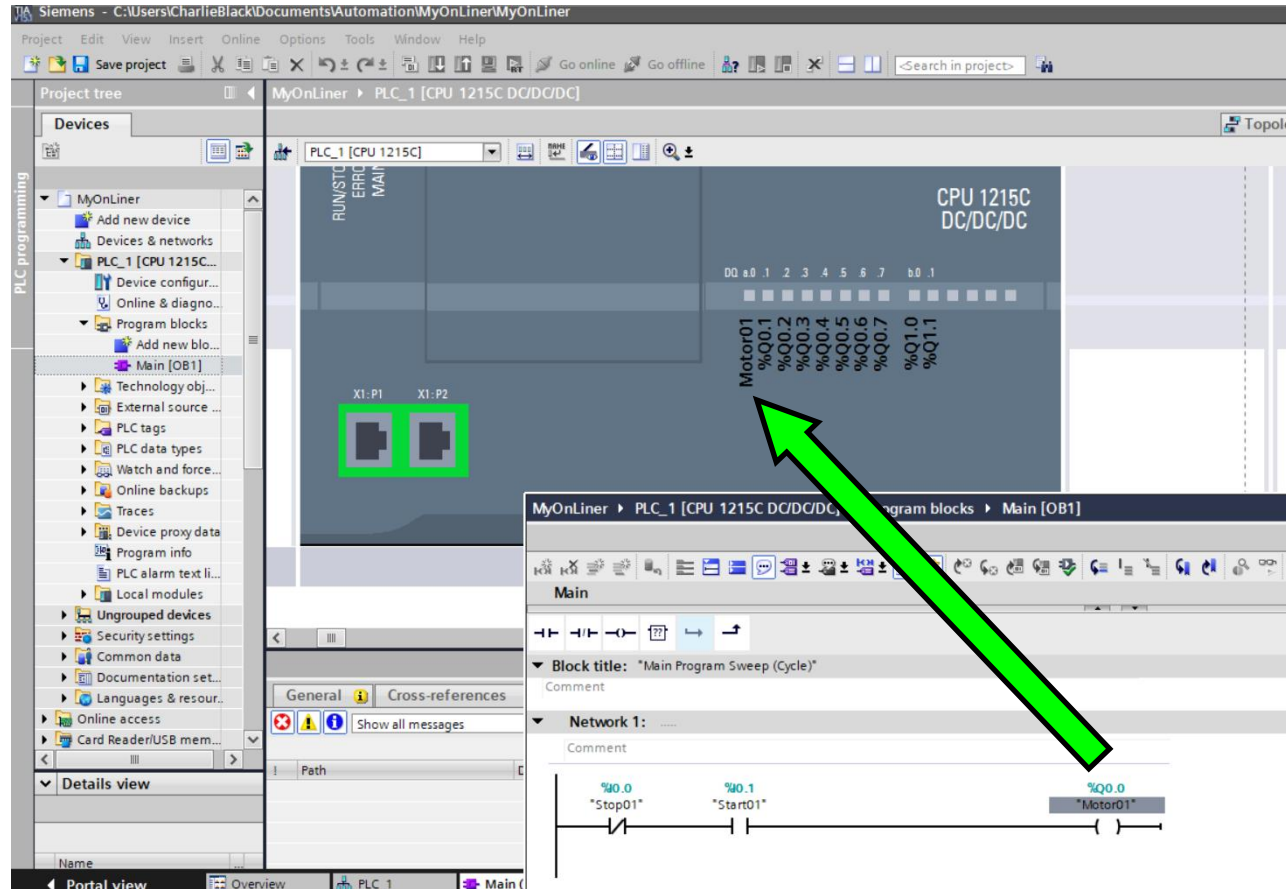 Siemens - C:\Users\CharlieBlack\Documents\Automation\MyOnLiner\MyOnLiner
Project Edit View Insert Online Options Tools Window Help
Save project Go online Go offline <Search in project>
Project tree
MyOnLiner PLC_1 [CPU 1215C DC/DC/DC]
Devices
Topolo
PLC_1 [CPU 1215C]
PLC programming
MyOnLiner
Add new device
Devices & networks
PLC_1 [CPU 1215C...
Device configur...
Online & diagno...
Program blocks
Add new blo...
Main [OB1]
Technology obj...
External source ...
PLC tags
PLC data types
Watch and force...
Online backups
Traces
Device proxy data
Program info
PLC alarm text li...
Local modules
Ungrouped devices
Security settings
Common data
Documentation set...
Languages & resour..
Online access
Card Reader/USB mem...
Details view
Name
RUN/STO
ERRO
MAIN
CPU 1215C
DC/DC/DC
DQ a.0 .1 .2 .3 .4 .5 .6 .7 b.0 .1
Motor01
%Q0.1
%Q0.2
%Q0.3
%Q0.4
%Q0.5
%Q0.6
%Q0.7
%Q1.0
%Q1.1
X1:P1 X1:P2
General Cross-references
Show all messages
! Path
MyOnLiner PLC_1 [CPU 1215C DC/DC/DC] ogram blocks Main [OB1]
Main
Block title: "Main Program Sweep (Cycle)"
Comment
Network 1: .....
Comment
%I0.0 %I0.1 %Q0.0
"Stop01" "Start01" "Motor01"
Portal view Overview PLC_1 Main (